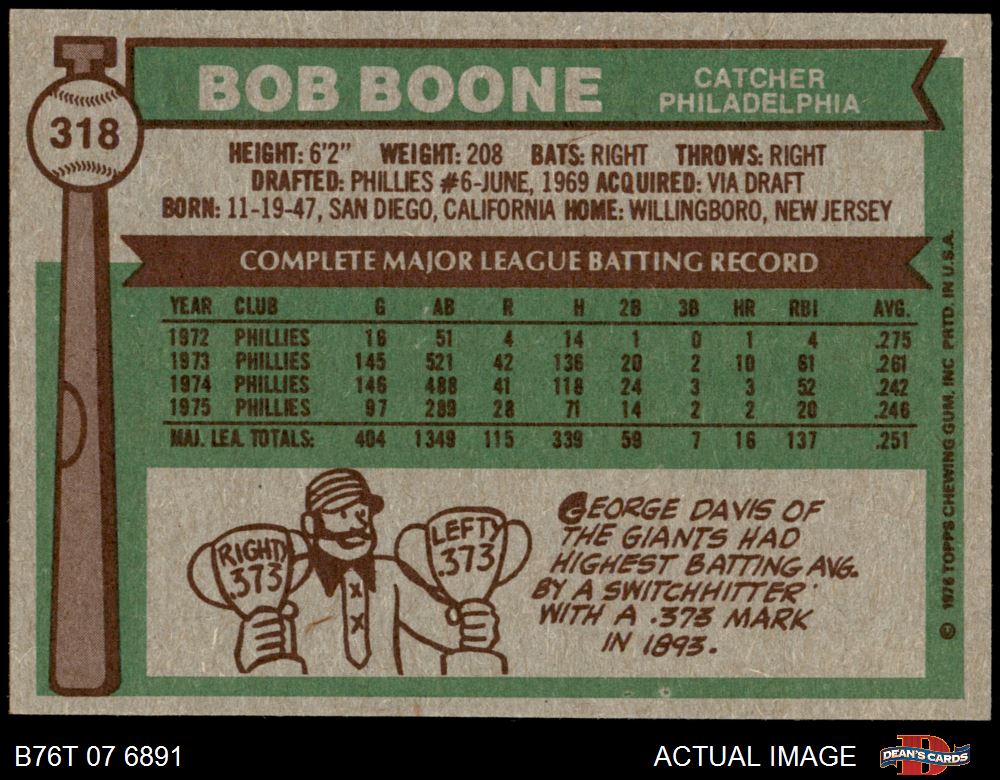 BOB BOONE
CATCHER
PHILADELPHIA
318
HEIGHT: 6'2" WEIGHT: 208 BATS: RIGHT THROWS: RIGHT
DRAFTED: PHILLIES #6-JUNE, 1969 ACQUIRED: VIA DRAFT
BORN: 11-19-47, SAN DIEGO, CALIFORNIA HOME: WILLINGBORO, NEW JERSEY
COMPLETE MAJOR LEAGUE BATTING RECORD
YEAR CLUB G AB R H 2B 3B HR RBI AVG.
1972 PHILLIES 16 51 4 14 1 0 1 4 .275
1973 PHILLIES 145 521 42 136 20 2 10 61 .261
1974 PHILLIES 146 488 41 118 24 3 3 52 .242
1975 PHILLIES 97 289 28 71 14 2 2 20 .246
MAJ. LEA. TOTALS: 404 1349 115 339 59 7 16 137 .251
RIGHTY
.373
LEFTY
.373
GEORGE DAVIS OF
THE GIANTS HAD
HIGHEST BATTING AVG.
BY A SWITCHHITTER
WITH A .373 MARK
IN 1893.
© 1976 TOPPS CHEWING GUM, INC PRTD. IN U.S.A.
B76T 07 6891
ACTUAL IMAGE
D
DEAN'S CARDS